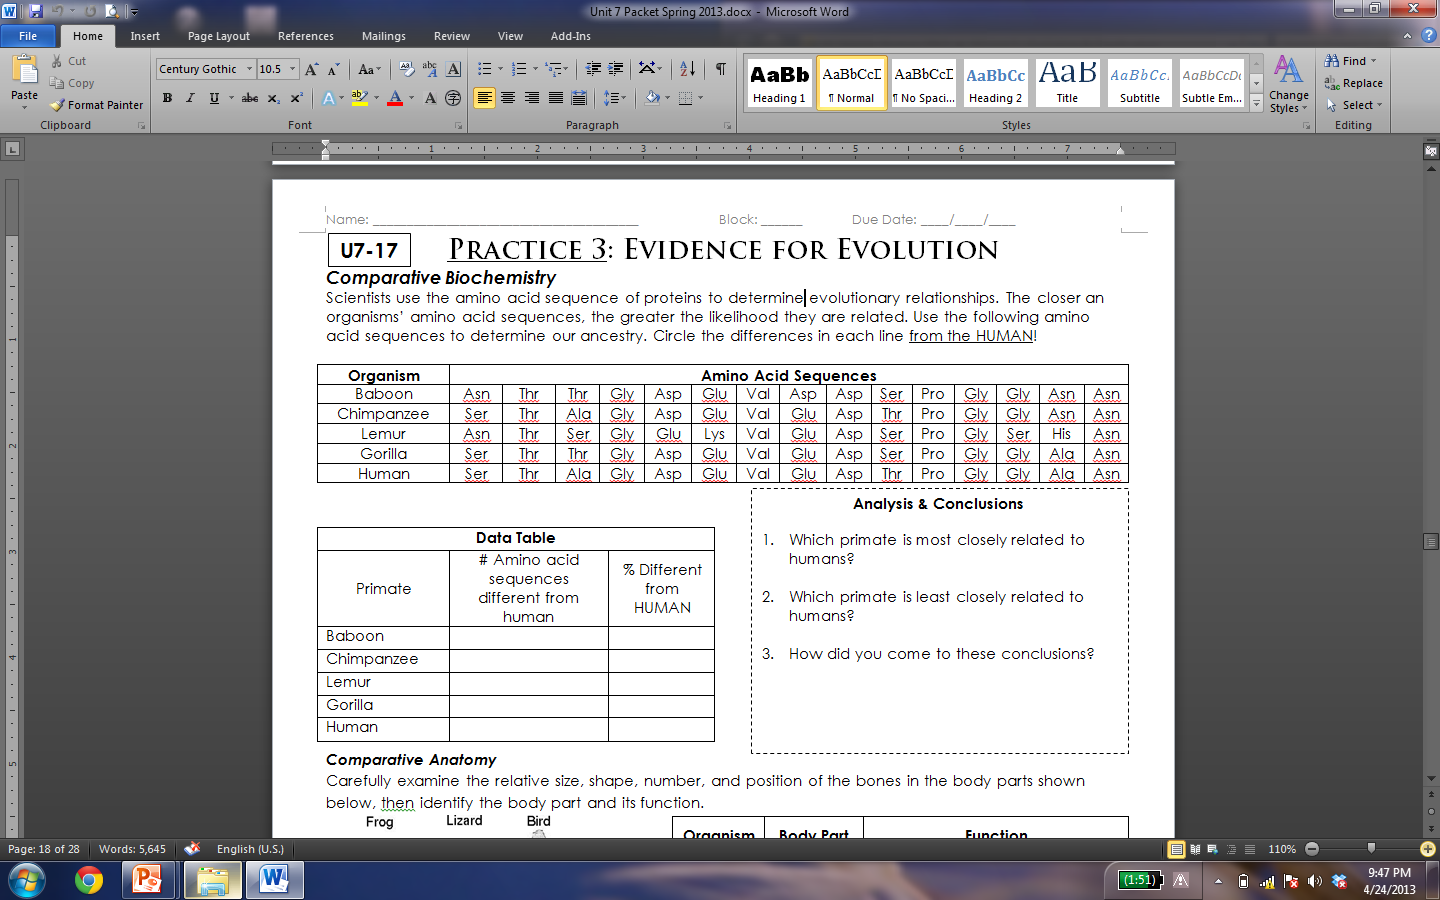 Unit 7 Packet Spring 2013.docx - Microsoft Word
File Home Insert Page Layout References Mailings Review View Add-Ins
Paste
Cut
Copy
Format Painter
Clipboard
Century Gothic 10.5
Font
Paragraph
AaBb AaBbCcD AaBbCcD AaBbCc AaB AaBbCc. AaBbCcDc
Heading 1 ¶ Normal ¶ No Spaci... Heading 2 Title Subtitle Subtle Em...
Styles
Change
Styles
Find
Replace
Select
Editing
1 2 3 4 5 6 7
Name: ________________________________ Block: _____ Due Date: ____/____/____
U7-17 PRACTICE 3: EVIDENCE FOR EVOLUTION
Comparative Biochemistry
Scientists use the amino acid sequence of proteins to determine evolutionary relationships. The closer an
organisms' amino acid sequences, the greater the likelihood they are related. Use the following amino
acid sequences to determine our ancestry. Circle the differences in each line from the HUMAN!
Organism Amino Acid Sequences
Baboon Asn Thr Thr Gly Asp Glu Val Asp Asp Ser Pro Gly Gly Asn Asn
Chimpanzee Ser Thr Ala Gly Asp Glu Val Glu Asp Thr Pro Gly Gly Asn Asn
Lemur Asn Thr Ser Gly Glu Lys Val Glu Asp Ser Pro Gly Ser His Asn
Gorilla Ser Thr Thr Gly Asp Glu Val Glu Asp Ser Pro Gly Gly Ala Asn
Human Ser Thr Ala Gly Asp Glu Val Glu Asp Thr Pro Gly Gly Ala Asn
Data Table
Primate
# Amino acid
sequences
different from
human
% Different
from
HUMAN
Baboon
Chimpanzee
Lemur
Gorilla
Human
Analysis & Conclusions
1. Which primate is most closely related to
humans?
2. Which primate is least closely related to
humans?
3. How did you come to these conclusions?
Comparative Anatomy
Carefully examine the relative size, shape, number, and position of the bones in the body parts shown
below, then identify the body part and its function.
Frog Lizard Bird
Organism Body Part Function
Page: 18 of 28 Words: 5,645 English (U.S.) 110%
(1:51)
9:47 PM
4/24/2013